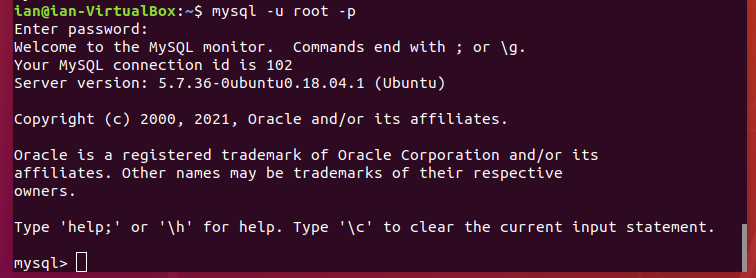 ian@ian-VirtualBox:~$ mysql -u root -p
Enter password:
Welcome to the MySQL monitor.  Commands end with ; or \g.
Your MySQL connection id is 102
Server version: 5.7.36-0ubuntu0.18.04.1 (Ubuntu)

Copyright (c) 2000, 2021, Oracle and/or its affiliates.

Oracle is a registered trademark of Oracle Corporation and/or its
affiliates. Other names may be trademarks of their respective
owners.

Type 'help;' or '\h' for help. Type '\c' to clear the current input statement.

mysql>